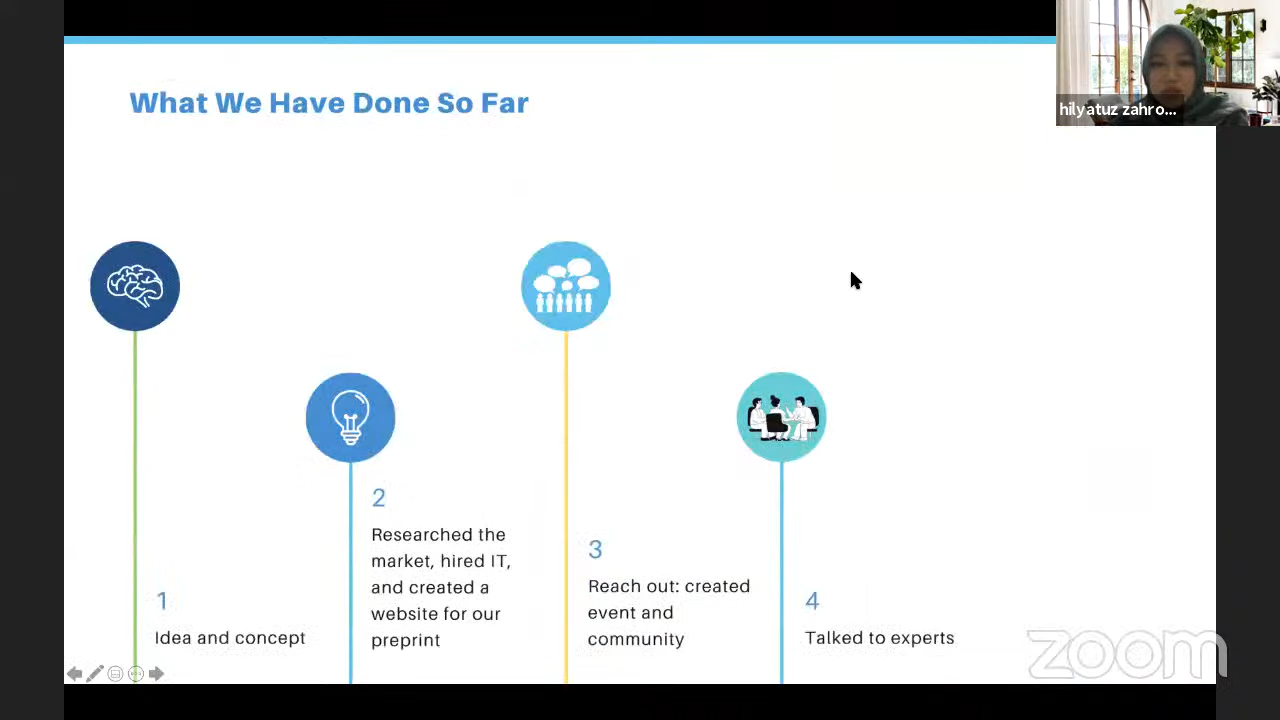 What We Have Done So Far
hilyatuz zahro...
1
Idea and concept
2
Researched the
market, hired IT,
and created a
website for our
preprint
3
Reach out: created
event and
community
4
Talked to experts
zoom